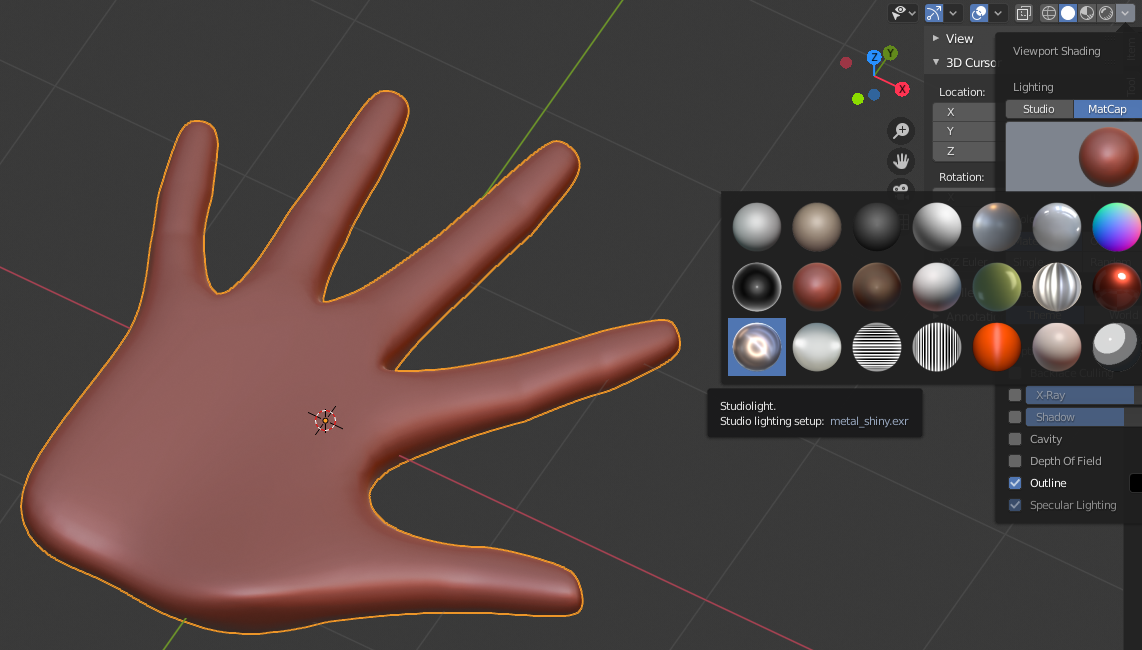 Z
Y
X
View
3D Curso
Viewport Shading
Location:
Lighting
X
Studio
MatCap
Y
Z
Rotation:
Studiolight.
Studio lighting setup: metal_shiny.exr
X-Ray
Shadow
Cavity
Depth Of Field
Outline
Specular Lighting